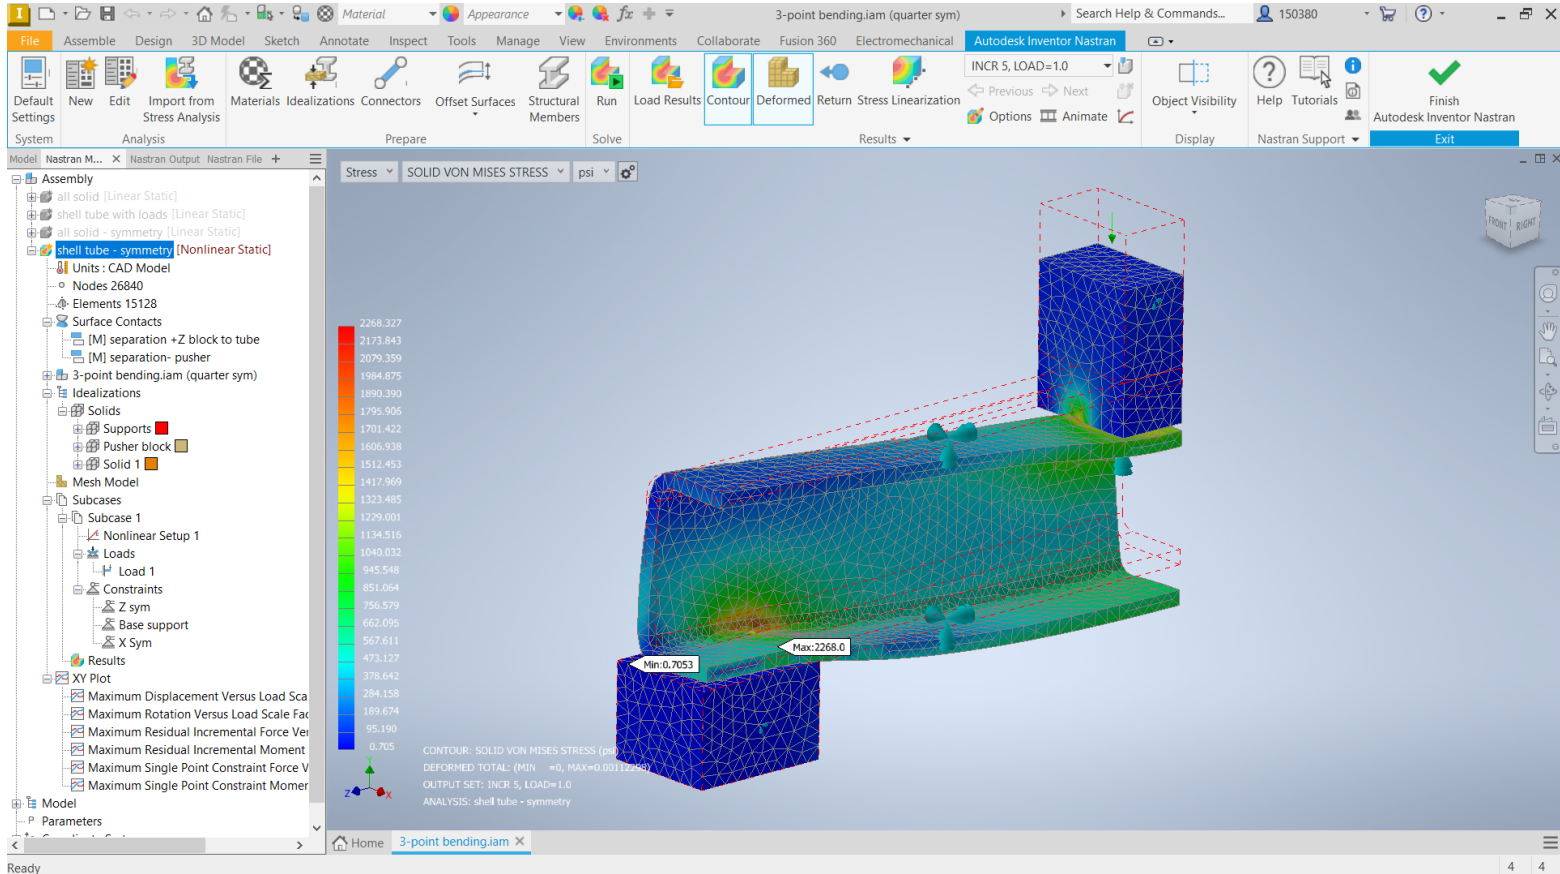 Material
Appearance
3-point bending.iam (quarter sym)
Search Help & Commands...
150380
File Assemble Design 3D Model Sketch Annotate Inspect Tools Manage View Environments Collaborate Fusion 360 Electromechanical Autodesk Inventor Nastran
Default Settings
New
Edit
Import from Stress Analysis
Materials
Idealizations
Connectors
Offset Surfaces
Structural Members
Run
Load Results
Contour
Deformed
Return
Stress Linearization
INCR 5, LOAD=1.0
Previous
Next
Options
Animate
Object Visibility
Help
Tutorials
Finish
Autodesk Inventor Nastran
System
Analysis
Prepare
Solve
Results
Display
Nastran Support
Exit
Model Nastran M... Nastran Output Nastran File
Assembly
all solid [Linear Static]
shell tube with loads [Linear Static]
all solid - symmetry [Linear Static]
shell tube - symmetry [Nonlinear Static]
Units : CAD Model
Nodes 26840
Elements 15128
Surface Contacts
[M] separation +Z block to tube
[M] separation- pusher
3-point bending.iam (quarter sym)
Idealizations
Solids
Supports
Pusher block
Solid 1
Mesh Model
Subcases
Subcase 1
Nonlinear Setup 1
Loads
Load 1
Constraints
Z sym
Base support
X Sym
Results
XY Plot
Maximum Displacement Versus Load Sca
Maximum Rotation Versus Load Scale Fac
Maximum Residual Incremental Force Ver
Maximum Residual Incremental Moment
Maximum Single Point Constraint Force V
Maximum Single Point Constraint Momer
Model
Parameters
Stress
SOLID VON MISES STRESS
psi
2268.327
2173.843
2079.359
1984.875
1890.390
1795.906
1701.422
1606.938
1512.453
1417.969
1323.485
1229.001
1134.516
1040.032
945.548
851.064
756.579
662.095
567.611
473.127
378.642
284.158
189.674
95.190
0.705
Max:2268.0
Min:0.7053
FRONT
RIGHT
CONTOUR: SOLID VON MISES STRESS (psi)
DEFORMED TOTAL: (MIN =0, MAX=0.00112298)
OUTPUT SET: INCR 5, LOAD=1.0
ANALYSIS: shell tube - symmetry
Y
Z
X
Home
3-point bending.iam
Ready
4 4